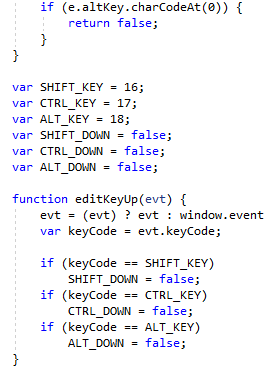 if (e.altKey.charCodeAt(0)) {
return false;
}
}
var SHIFT_KEY = 16;
var CTRL_KEY = 17;
var ALT_KEY = 18;
var SHIFT_DOWN = false;
var CTRL_DOWN = false;
var ALT_DOWN = false;
function editKeyUp(evt) {
evt = (evt) ? evt : window.event
var keyCode = evt.keyCode;
if (keyCode == SHIFT_KEY)
SHIFT_DOWN = false;
if (keyCode == CTRL_KEY)
CTRL_DOWN = false;
if (keyCode == ALT_KEY)
ALT_DOWN = false;
}